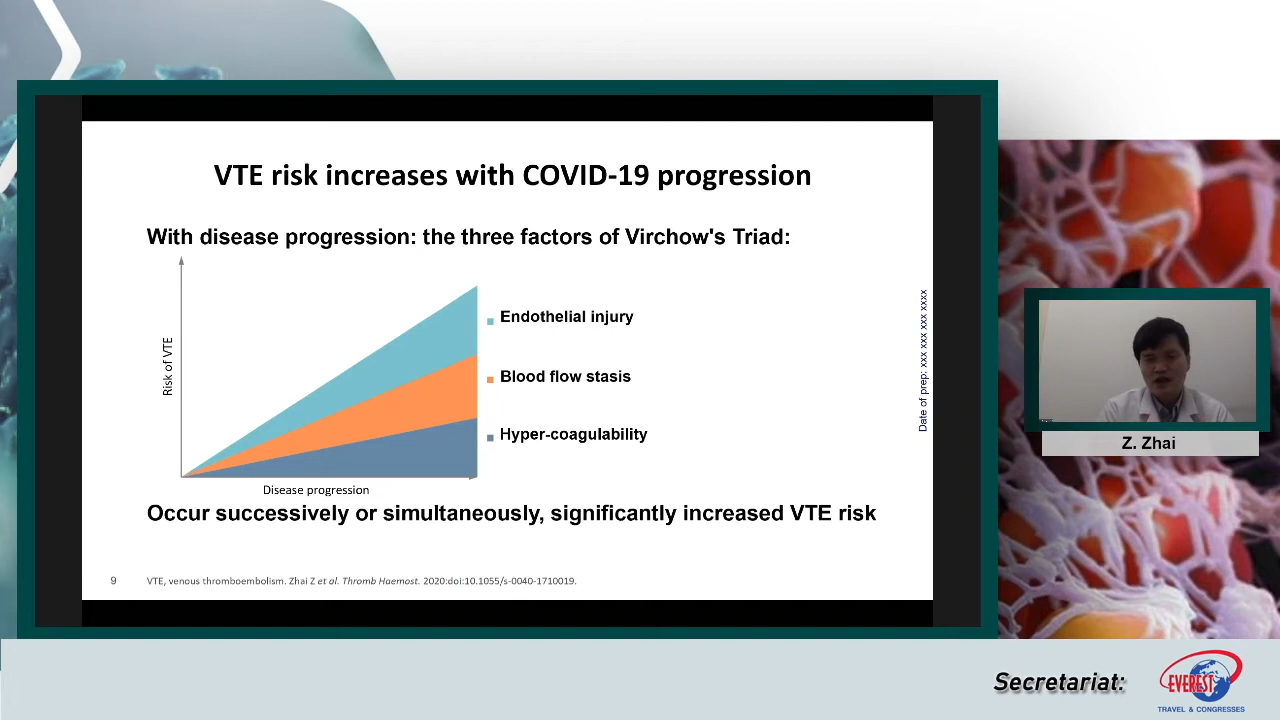 VTE risk increases with COVID-19 progression
With disease progression: the three factors of Virchow's Triad:
Risk of VTE
Endothelial injury
Blood flow stasis
Hyper-coagulability
Disease progression
Occur successively or simultaneously, significantly increased VTE risk
9
VTE, venous thromboembolism. Zhai Z et al. Thromb Haemost. 2020:doi:10.1055/s-0040-1710019.
Date of prep: xxx xxx xxx xxxx
Z. Zhai
Secretariat:
EVEREST
TRAVEL & CONGRESSES